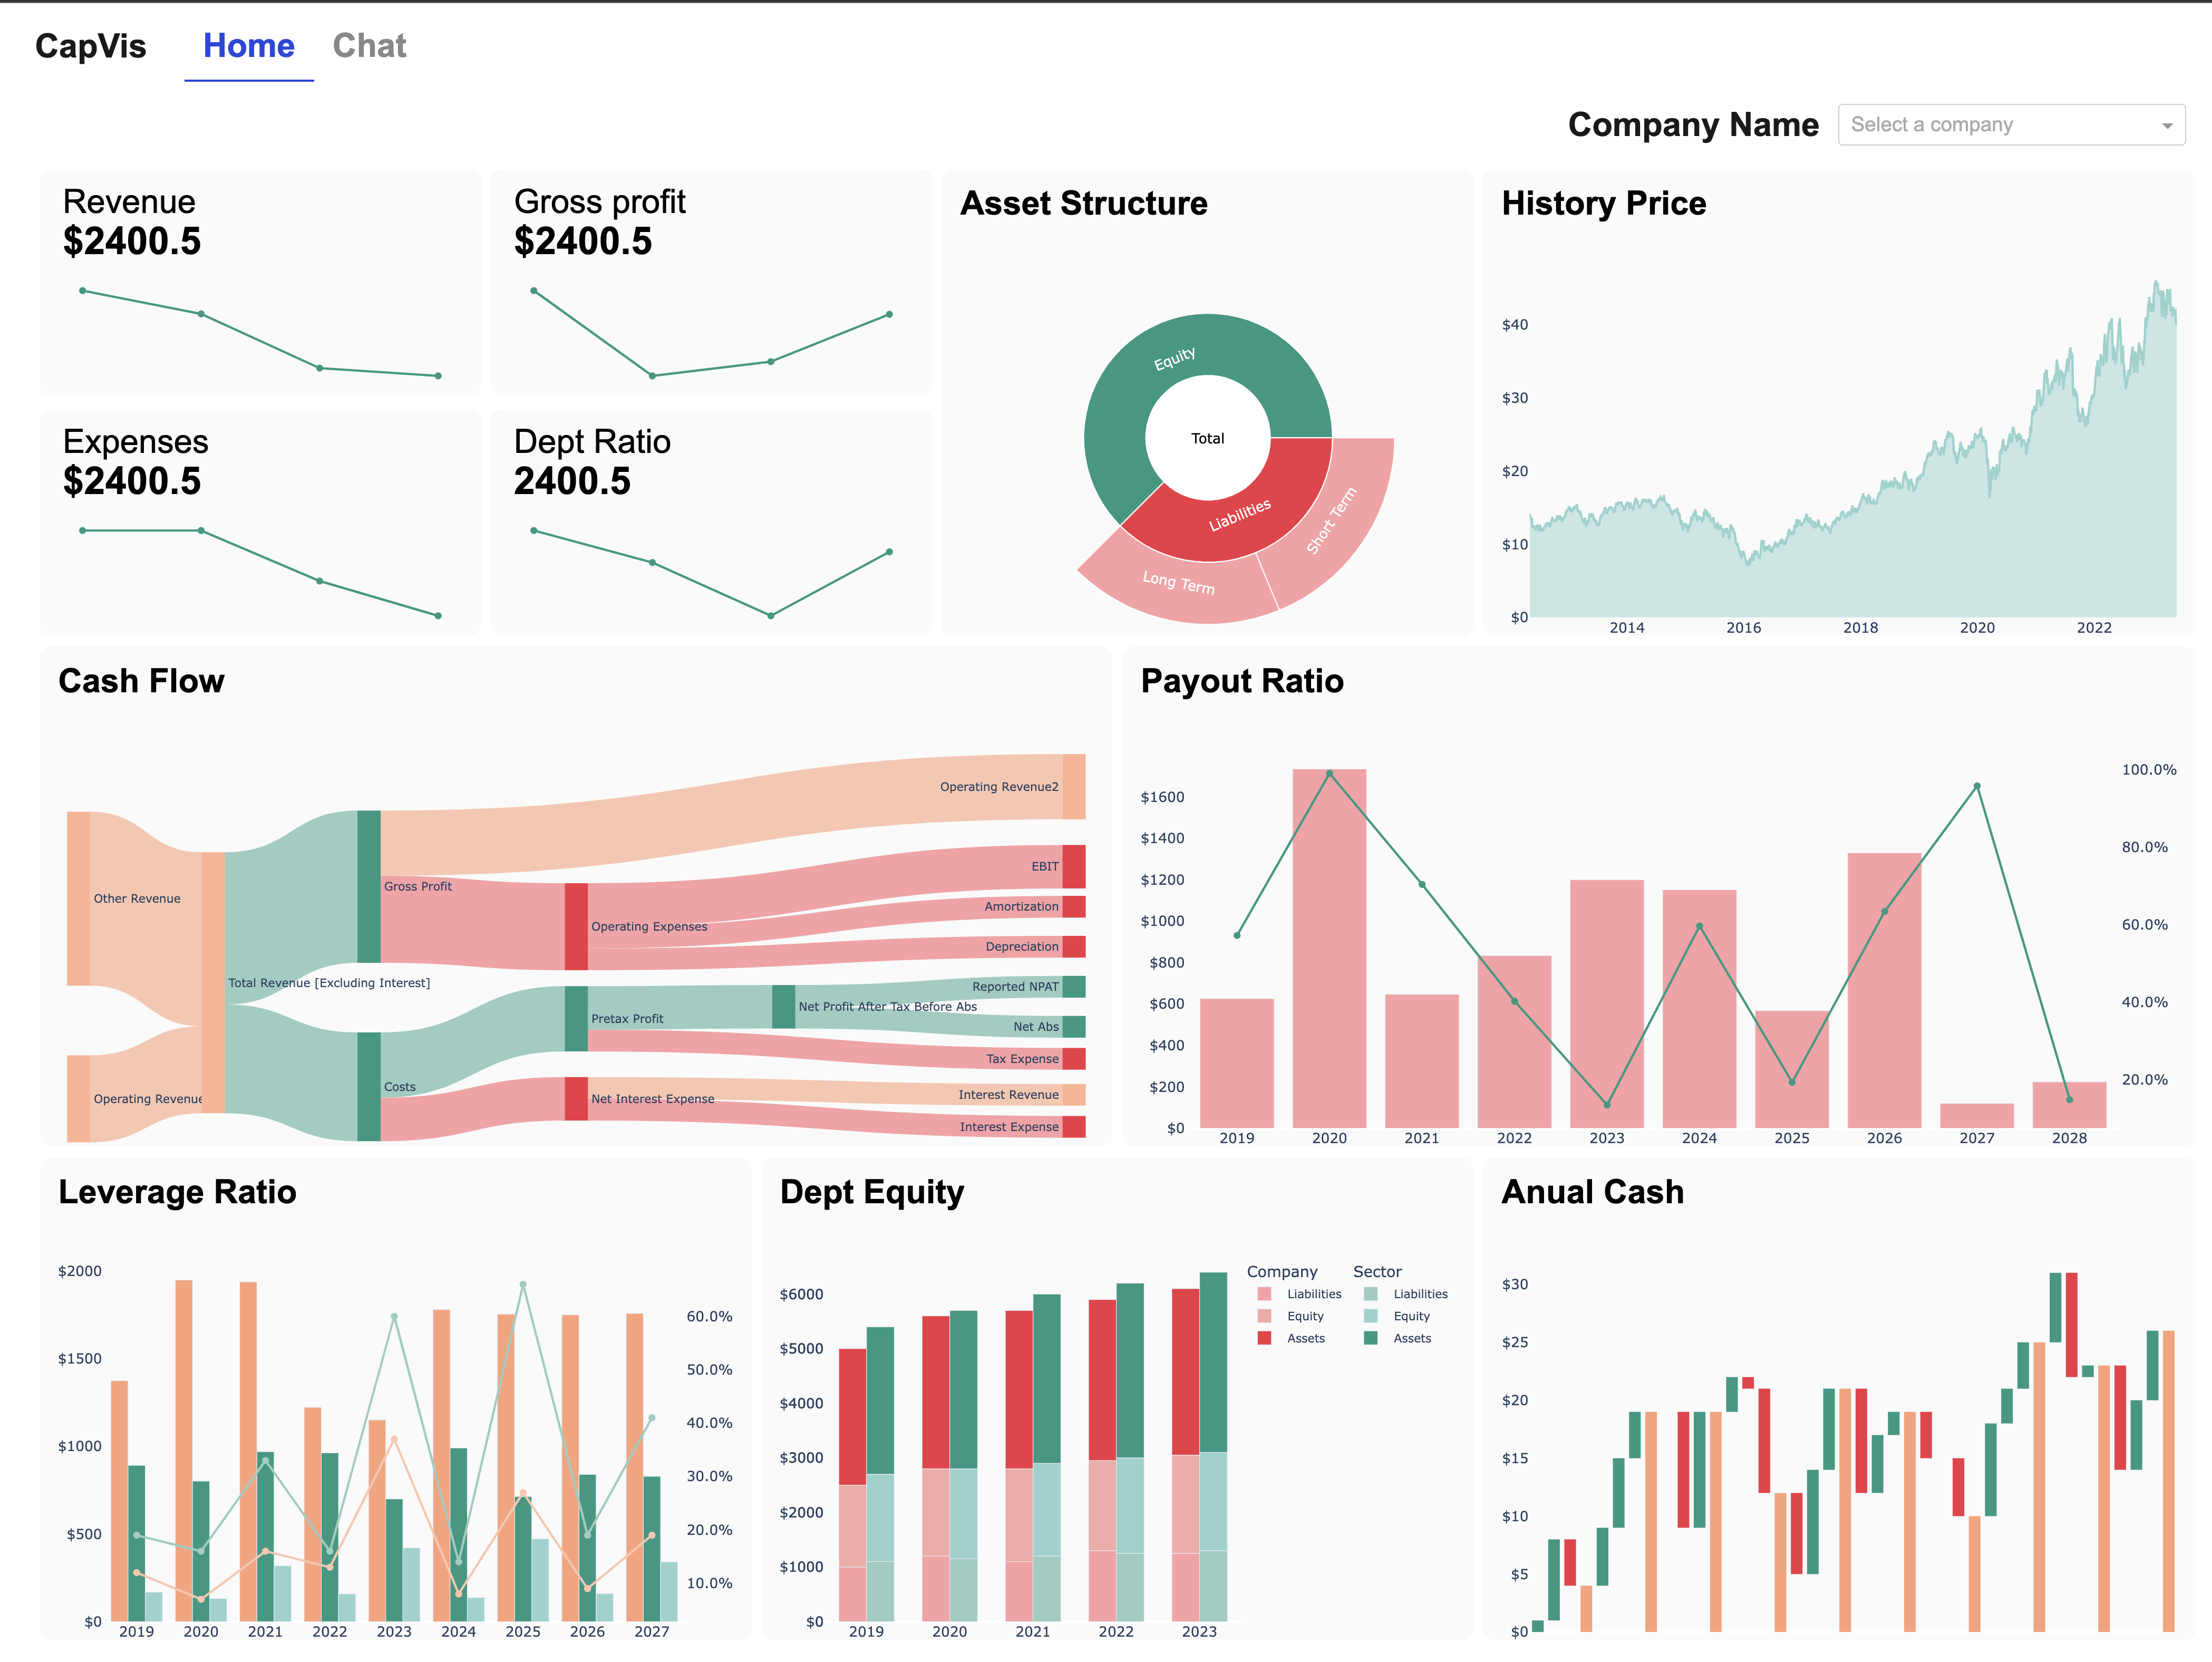 CapVis Home Chat
Company Name Select a company
Revenue
$2400.5
Gross profit
$2400.5
Expenses
$2400.5
Dept Ratio
2400.5
Asset Structure
Equity
Total
Liabilities
Short Term
Long Term
History Price
$40
$30
$20
$10
$0
2014 2016 2018 2020 2022
Cash Flow
Operating Revenue2
EBIT
Gross Profit
Other Revenue
Amortization
Operating Expenses
Depreciation
Total Revenue [Excluding Interest]
Reported NPAT
Net Profit After Tax Before Abs
Pretax Profit
Net Abs
Tax Expense
Costs
Interest Revenue
Operating Revenue
Net Interest Expense
Interest Expense
Payout Ratio
$1600
$1400
$1200
$1000
$800
$600
$400
$200
$0
100.0%
80.0%
60.0%
40.0%
20.0%
2019 2020 2021 2022 2023 2024 2025 2026 2027 2028
Leverage Ratio
$2000
$1500
$1000
$500
$0
60.0%
50.0%
40.0%
30.0%
20.0%
10.0%
2019 2020 2021 2022 2023 2024 2025 2026 2027
Dept Equity
$6000
$5000
$4000
$3000
$2000
$1000
$0
2019 2020 2021 2022 2023
Company Sector
Liabilities Liabilities
Equity Equity
Assets Assets
Anual Cash
$30
$25
$20
$15
$10
$5
$0